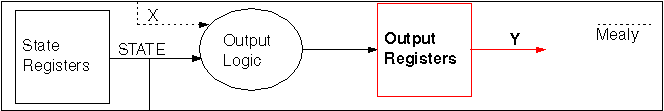 X
State
Registers
STATE
Output
Logic
Output
Registers
Y
Mealy